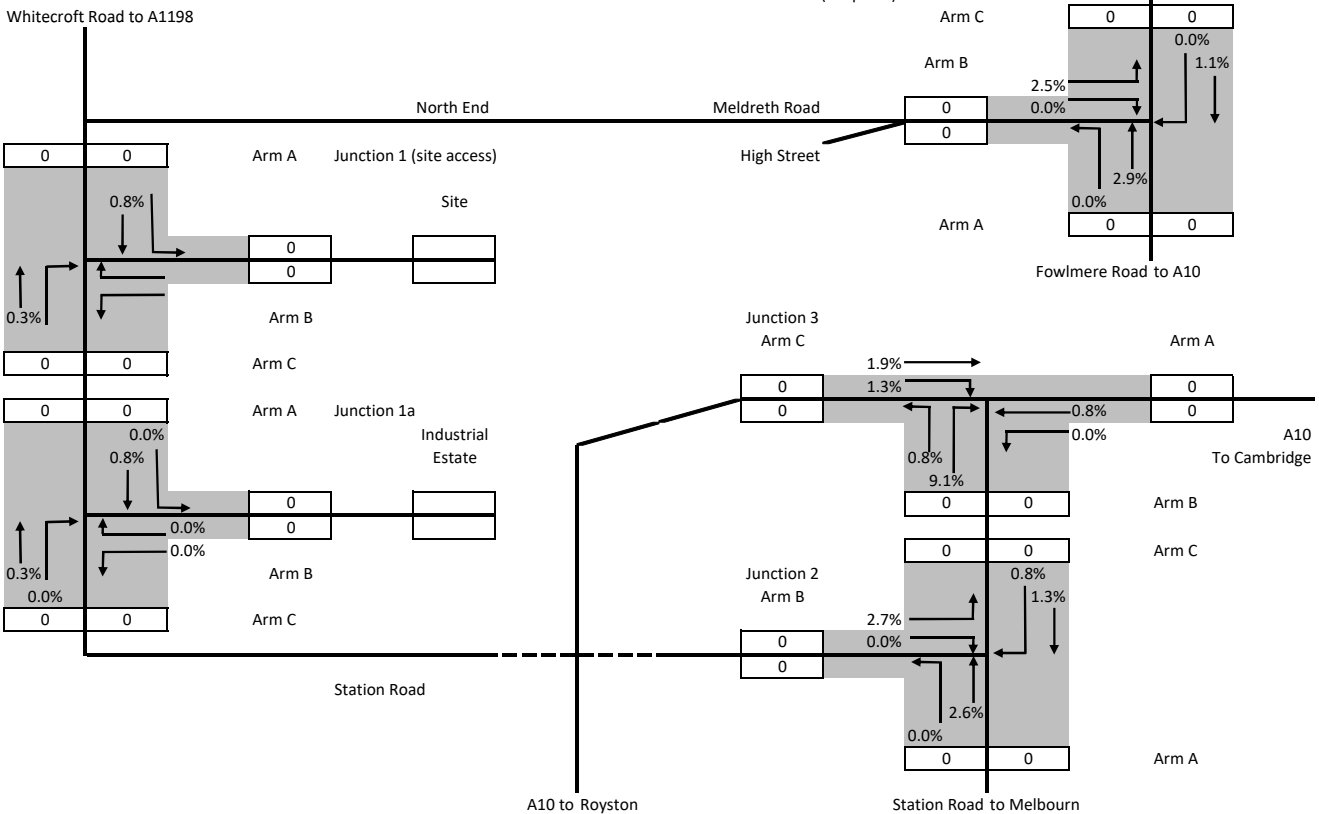 Whitecroft Road to A1198
Arm C
0 0
0.0%
Arm B
1.1%
2.5%
North End
Meldreth Road
0
0.0%
0
0 0
Arm A
Junction 1 (site access)
High Street
2.9%
0.8%
Site
0.0%
Arm A
0 0
0
0
Fowlmere Road to A10
0.3%
Arm B
Junction 3
Arm C
Arm A
0 0
Arm C
1.9%
0
1.3%
0
0 0
Arm A
Junction 1a
0
0.8%
0
0.0%
Industrial
Estate
0.0%
A10
To Cambridge
0.8%
0.8%
9.1%
0
0.0%
0
0.0%
0 0
Arm B
0 0
Arm C
0.3%
Arm B
Junction 2
Arm B
0.8%
0.0%
1.3%
0 0
Arm C
2.7%
0
0.0%
0
Station Road
2.6%
0.0%
0 0
Arm A
A10 to Royston
Station Road to Melbourn